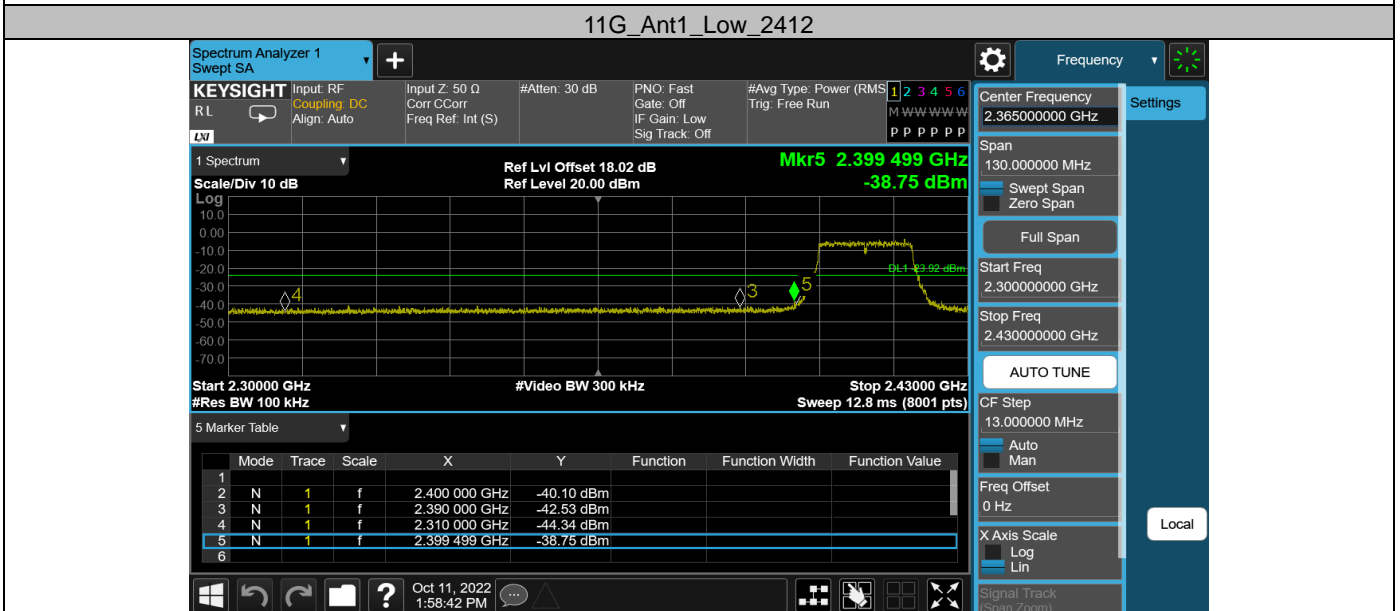 11G_Ant1_Low_2412
Spectrum Analyzer 1
Swept SA
Frequency
KEYSIGHT
RL
LXI
Input: RF
Coupling: DC
Align: Auto
Input Z: 50 Ω
Corr CCorr
Freq Ref: Int (S)
#Atten: 30 dB
PNO: Fast
Gate: Off
IF Gain: Low
Sig Track: Off
#Avg Type: Power (RMS
Trig: Free Run
1 2 3 4 5 6
M W W W W W
P P P P P P
1 Spectrum
Scale/Div 10 dB
Ref Lvl Offset 18.02 dB
Ref Level 20.00 dBm
Mkr5 2.399 499 GHz
-38.75 dBm
Log
10.0
0.00
-10.0
-20.0
-30.0
-40.0
-50.0
-60.0
-70.0
DL1 -23.92 dBm
4
3
5
Start 2.30000 GHz
#Video BW 300 kHz
Stop 2.43000 GHz
#Res BW 100 kHz
Sweep 12.8 ms (8001 pts)
5 Marker Table
Mode Trace Scale X Y Function Function Width Function Value
1
2 N 1 f 2.400 000 GHz -40.10 dBm
3 N 1 f 2.390 000 GHz -42.53 dBm
4 N 1 f 2.310 000 GHz -44.34 dBm
5 N 1 f 2.399 499 GHz -38.75 dBm
6
Oct 11, 2022
1:58:42 PM
Center Frequency
2.365000000 GHz
Settings
Span
130.000000 MHz
Swept Span
Zero Span
Full Span
Start Freq
2.300000000 GHz
Stop Freq
2.430000000 GHz
AUTO TUNE
CF Step
13.000000 MHz
Auto
Man
Freq Offset
0 Hz
X Axis Scale
Log
Lin
Local
Signal Track
(Span Zoom)